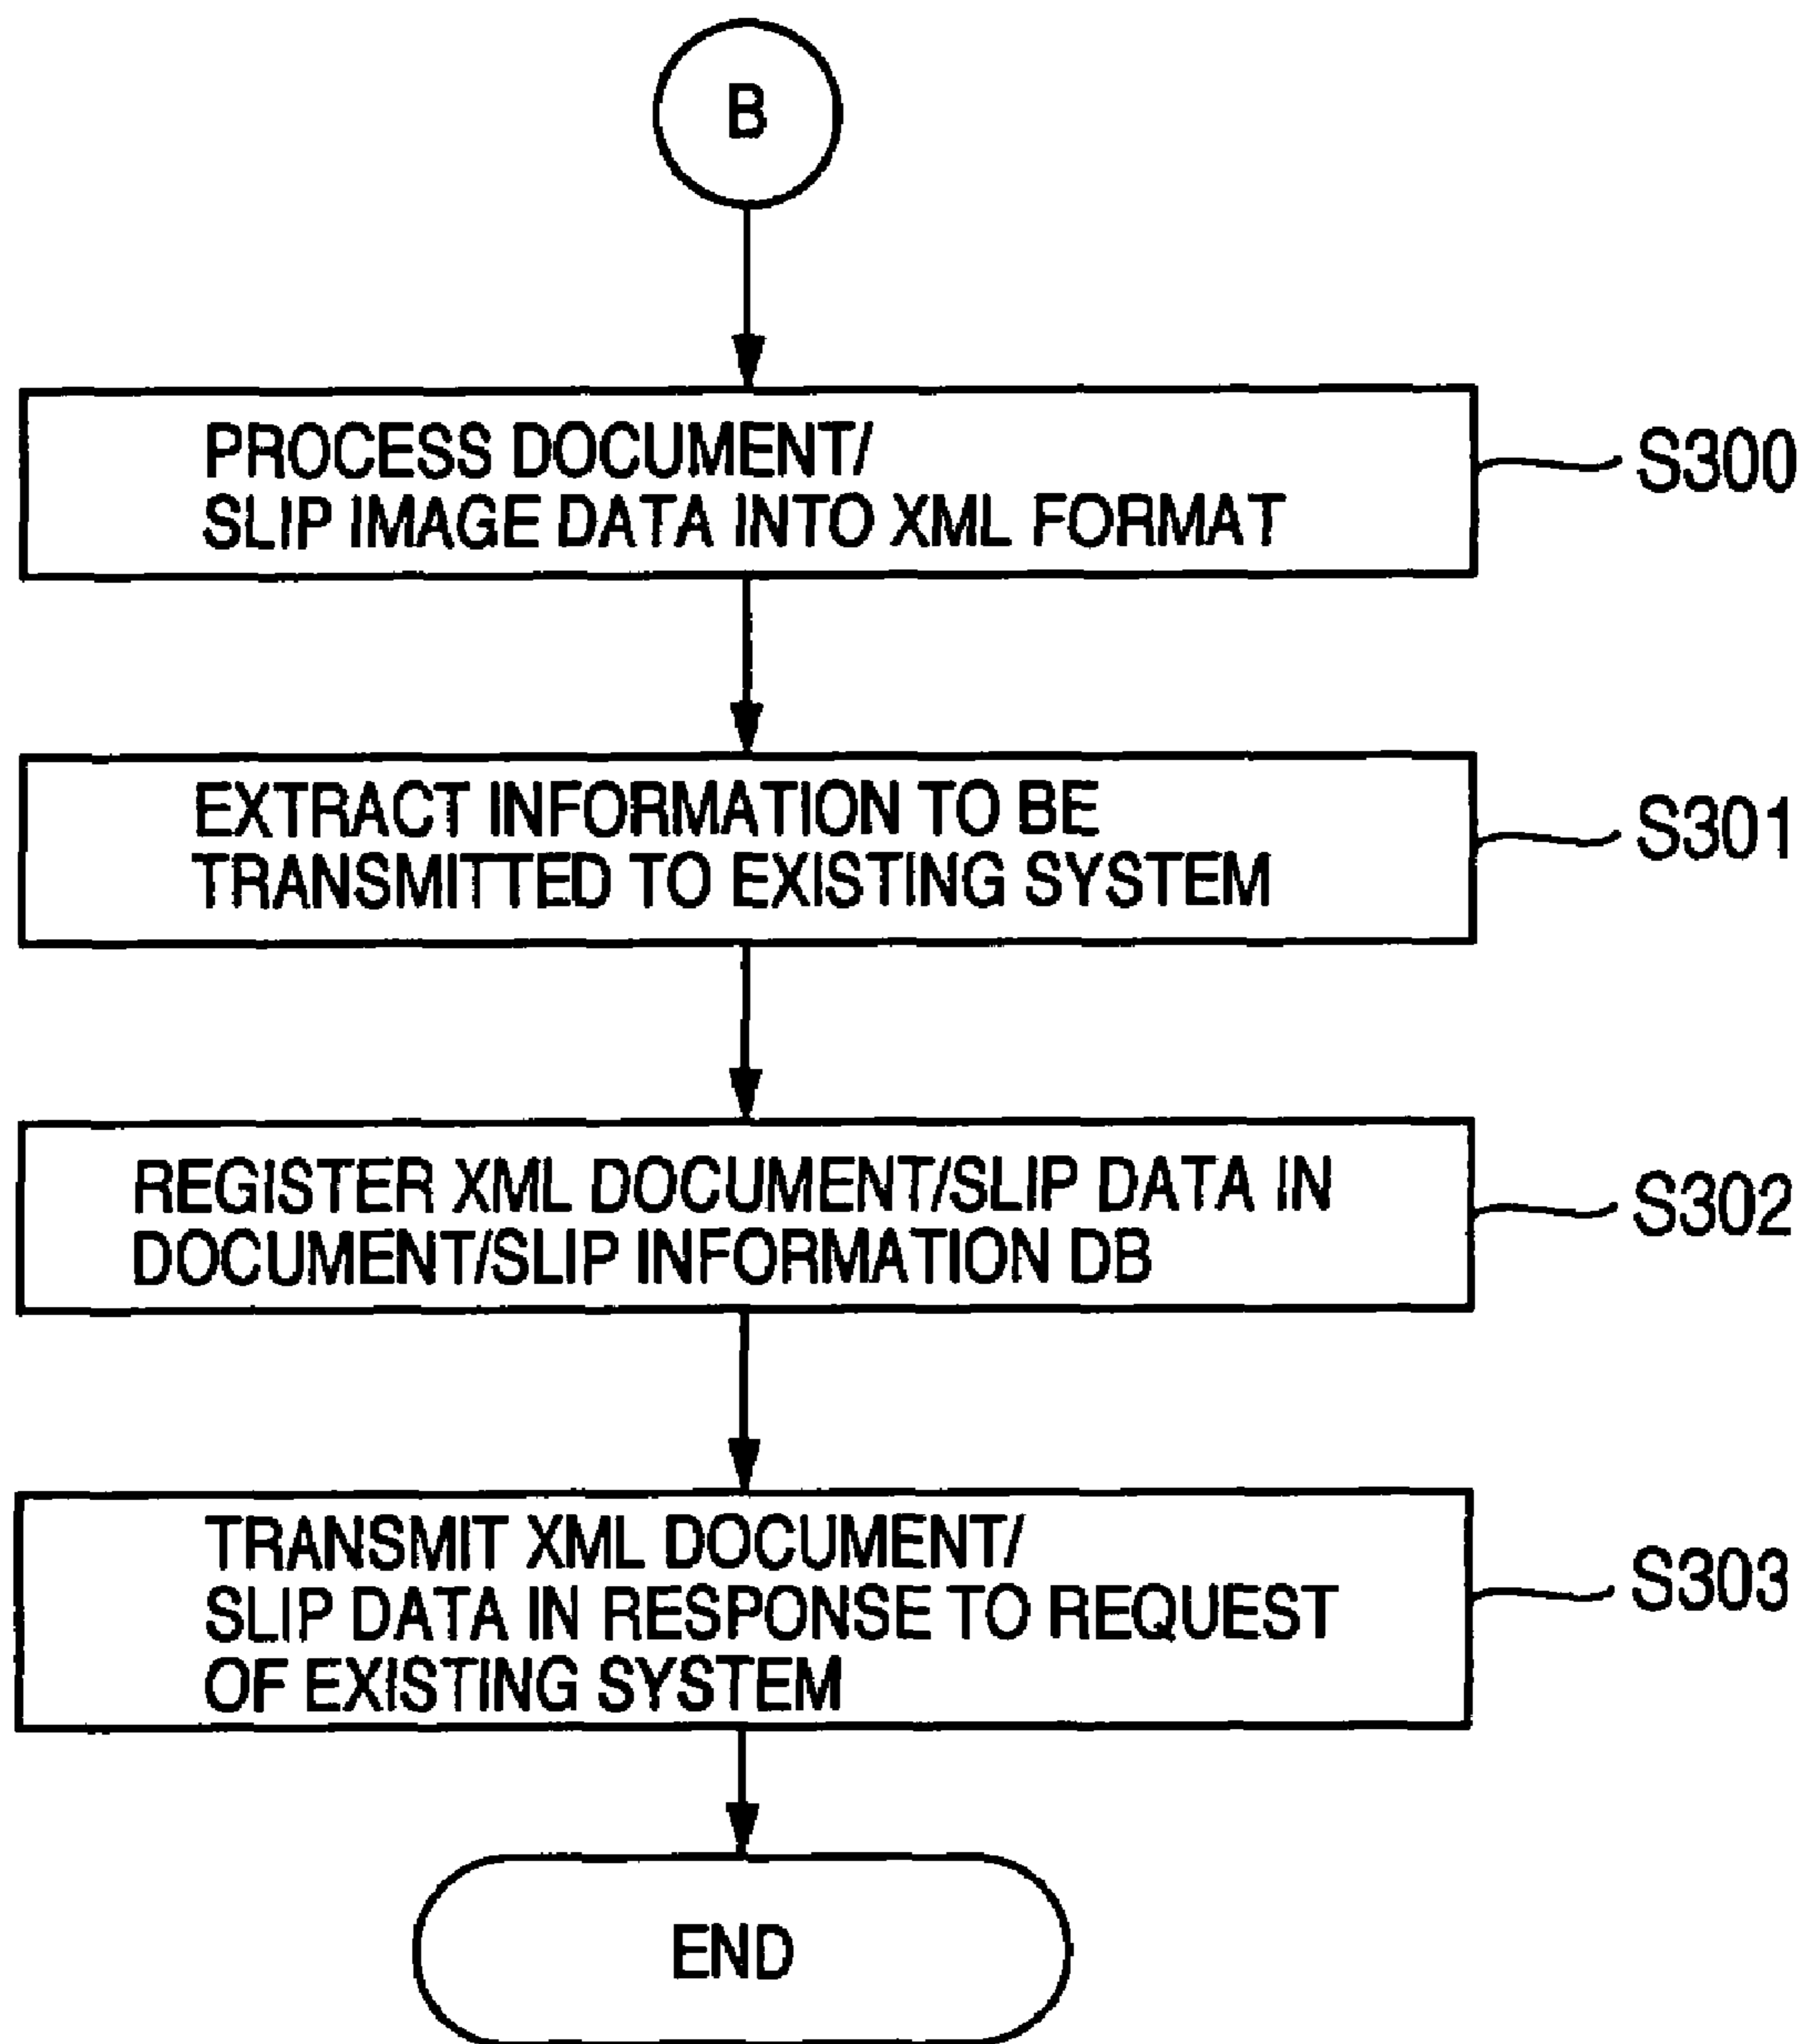 B
PROCESS DOCUMENT/
SLIP IMAGE DATA INTO XML FORMAT
S300
EXTRACT INFORMATION TO BE
TRANSMITTED TO EXISTING SYSTEM
S301
REGISTER XML DOCUMENT/SLIP DATA IN
DOCUMENT/SLIP INFORMATION DB
S302
TRANSMIT XML DOCUMENT/
SLIP DATA IN RESPONSE TO REQUEST
OF EXISTING SYSTEM
S303
END